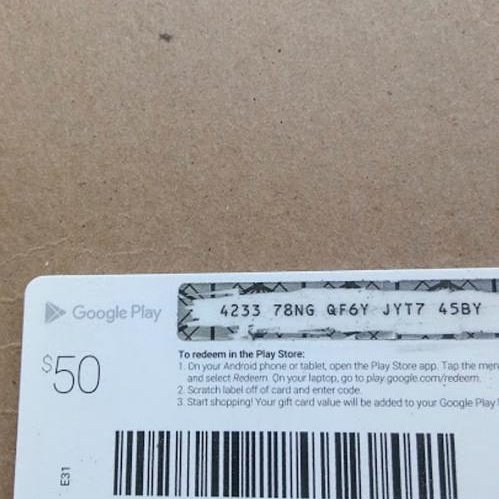 Google Play
4233 78NG QF6Y JYT7 45BY
$50
To redeem in the Play Store:
1. On your Android phone or tablet, open the Play Store app. Tap the
and select Redeem. On your laptop, go to play.google.com/redeem.
2. Scratch label off of card and enter code.
3. Start shopping! Your gift card value will be added to your Google Play
E31